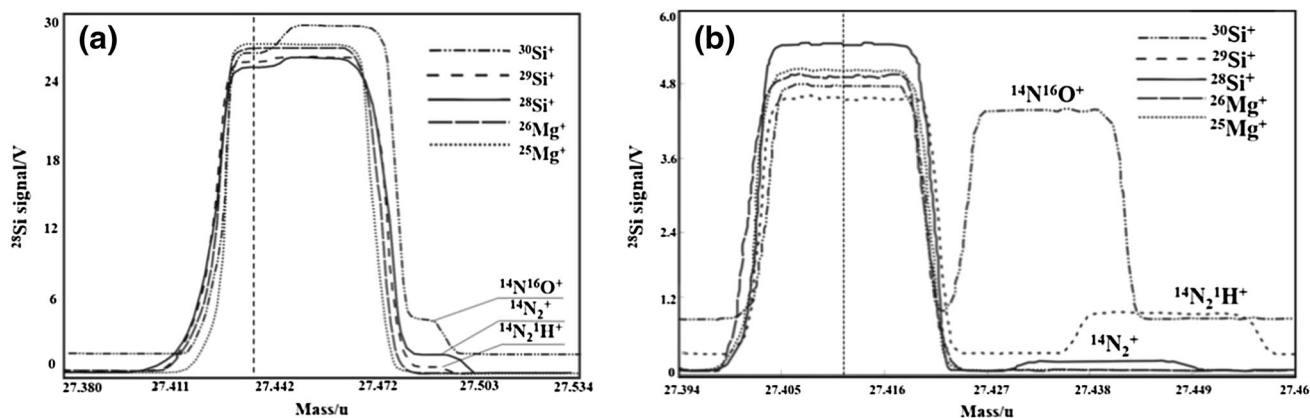 (a)
³⁰Si⁺
²⁹Si⁺
²⁸Si⁺
²⁶Mg⁺
²⁵Mg⁺
²⁸Si signal/V
30
24
18
12
6
0
¹⁴N¹⁶O⁺
¹⁴N₂⁺
¹⁴N₂¹H⁺
27.380 27.411 27.442 27.472 27.503 27.534
Mass/u
(b)
³⁰Si⁺
²⁹Si⁺
²⁸Si⁺
²⁶Mg⁺
²⁵Mg⁺
²⁸Si signal/V
6.0
4.8
3.6
2.4
1.2
0
¹⁴N¹⁶O⁺
¹⁴N₂¹H⁺
¹⁴N₂⁺
27.394 27.405 27.416 27.427 27.438 27.449 27.46
Mass/u